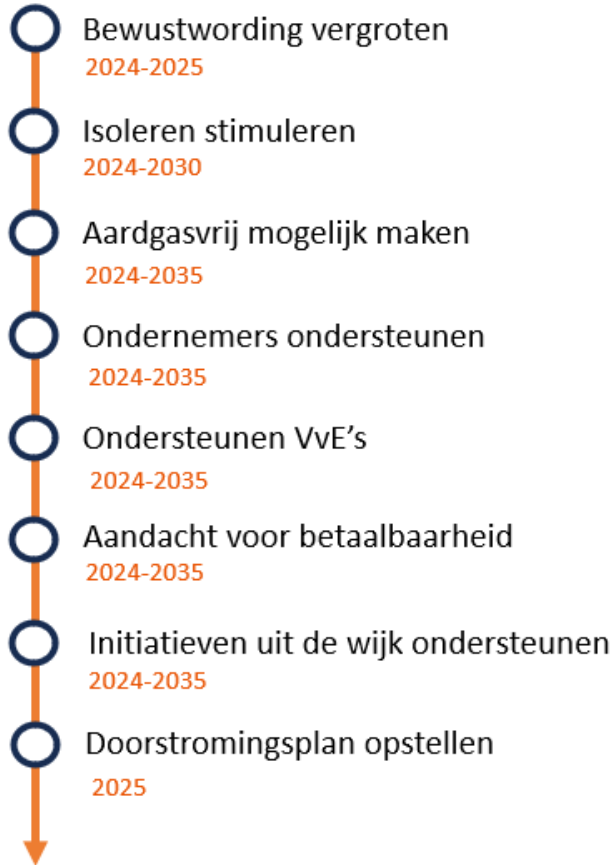 Bewustwording vergroten
2024-2025
Isoleren stimuleren
2024-2030
Aardgasvrij mogelijk maken
2024-2035
Ondernemers ondersteunen
2024-2035
Ondersteunen VvE’s
2024-2035
Aandacht voor betaalbaarheid
2024-2035
Initiatieven uit de wijk ondersteunen
2024-2035
Doorstromingsplan opstellen
2025